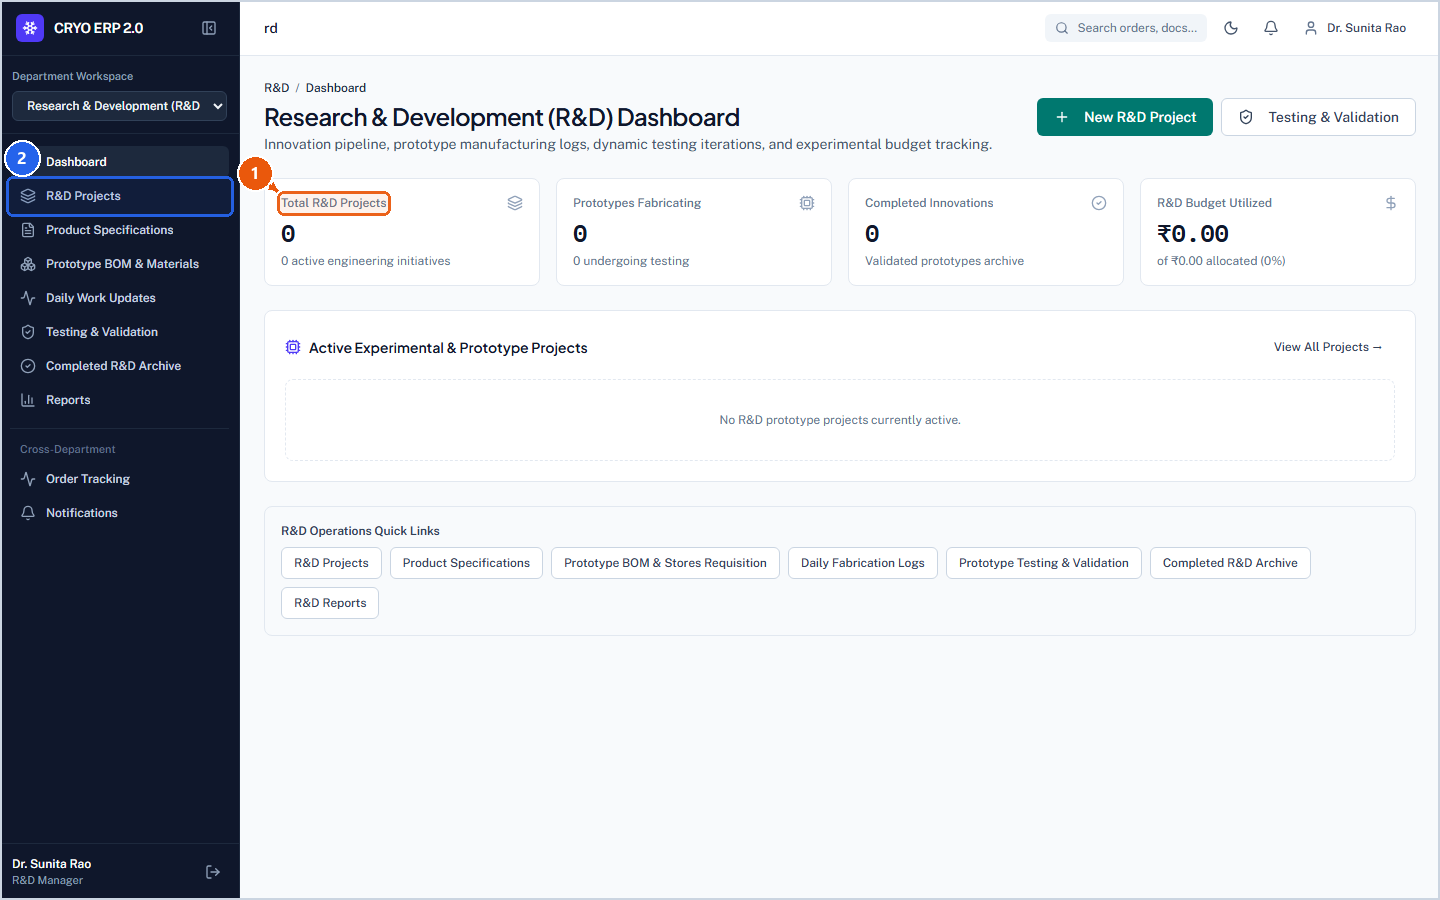 CRYO ERP 2.0
Department Workspace
Research & Development (R&D
2
Dashboard
R&D Projects
Product Specifications
Prototype BOM & Materials
Daily Work Updates
Testing & Validation
Completed R&D Archive
Reports
Cross-Department
Order Tracking
Notifications
Dr. Sunita Rao
R&D Manager
rd
Search orders, docs...
Dr. Sunita Rao
R&D / Dashboard
Research & Development (R&D) Dashboard
Innovation pipeline, prototype manufacturing logs, dynamic testing iterations, and experimental budget tracking.
+ New R&D Project
Testing & Validation
1
Total R&D Projects
0
0 active engineering initiatives
Prototypes Fabricating
0
0 undergoing testing
Completed Innovations
0
Validated prototypes archive
R&D Budget Utilized
$
₹0.00
of ₹0.00 allocated (0%)
Active Experimental & Prototype Projects
View All Projects →
No R&D prototype projects currently active.
R&D Operations Quick Links
R&D Projects
Product Specifications
Prototype BOM & Stores Requisition
Daily Fabrication Logs
Prototype Testing & Validation
Completed R&D Archive
R&D Reports